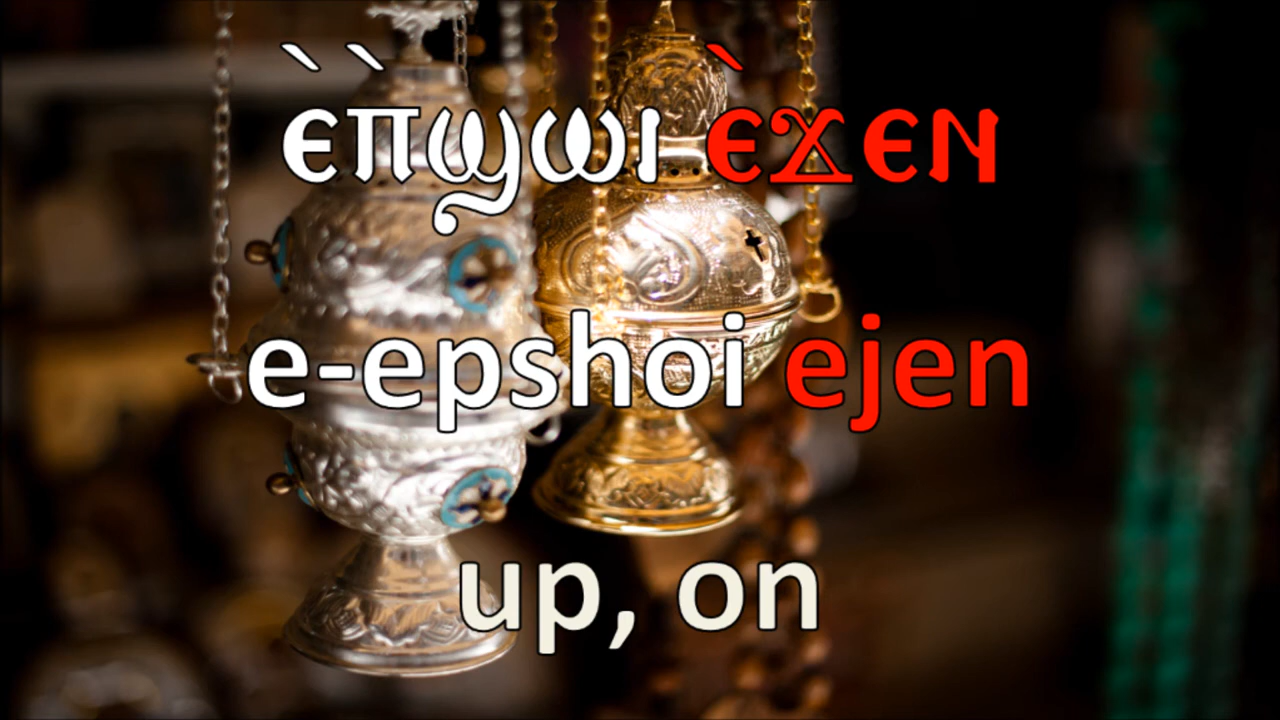 ⲉ̀ⲡ̀ϣⲱⲓ ⲉ̀ϫⲉⲛ
e-epshoi ejen
up, on